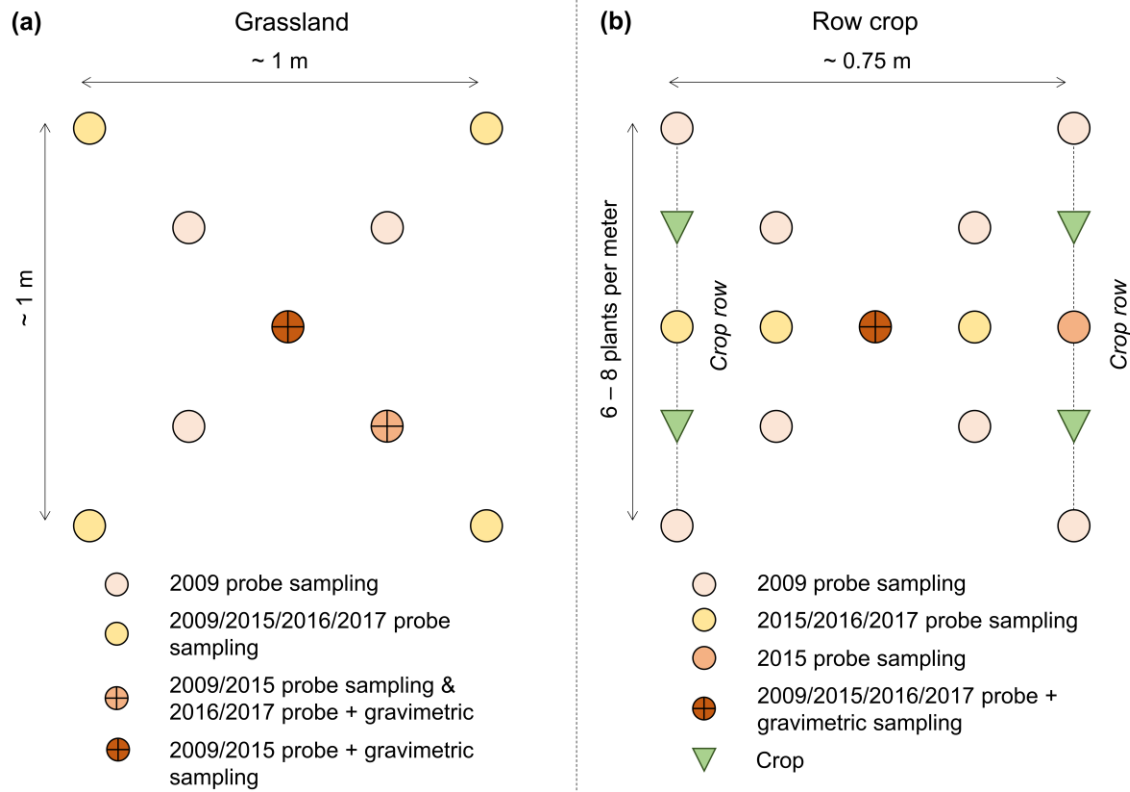 (a)
Grassland
~ 1 m
~ 1 m
2009 probe sampling
2009/2015/2016/2017 probe
sampling
2009/2015 probe sampling &
2016/2017 probe + gravimetric
2009/2015 probe + gravimetric
sampling
(b)
Row crop
~ 0.75 m
6 – 8 plants per meter
Crop row
Crop row
2009 probe sampling
2015/2016/2017 probe sampling
2015 probe sampling
2009/2015/2016/2017 probe +
gravimetric sampling
Crop